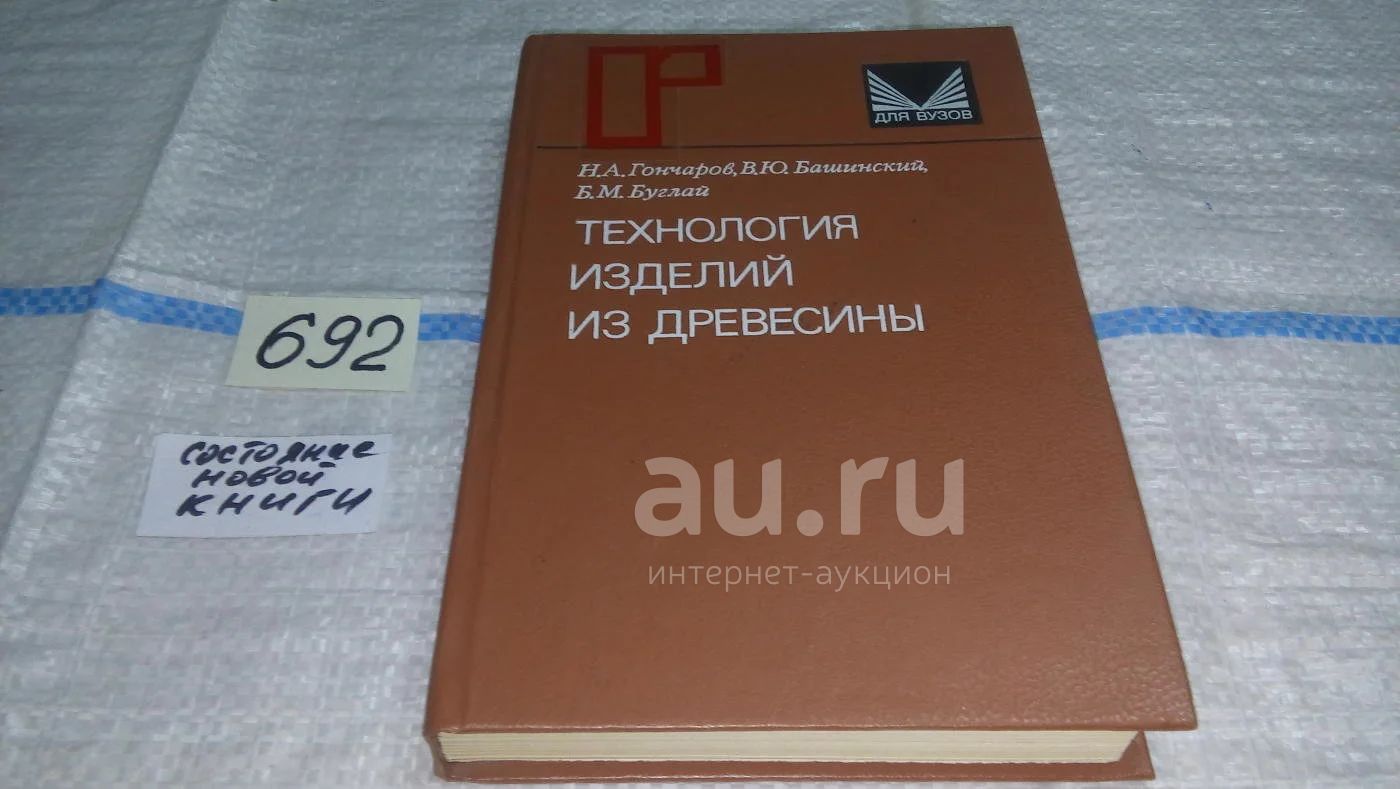 ДЛЯ ВУЗОВ
Н.А. Гончаров, В.Ю. Башинский,
Б.М. Буглай
ТЕХНОЛОГИЯ
ИЗДЕЛИЙ
ИЗ ДРЕВЕСИНЫ
692
состояние
новой
книги
au.ru
интернет-аукцион